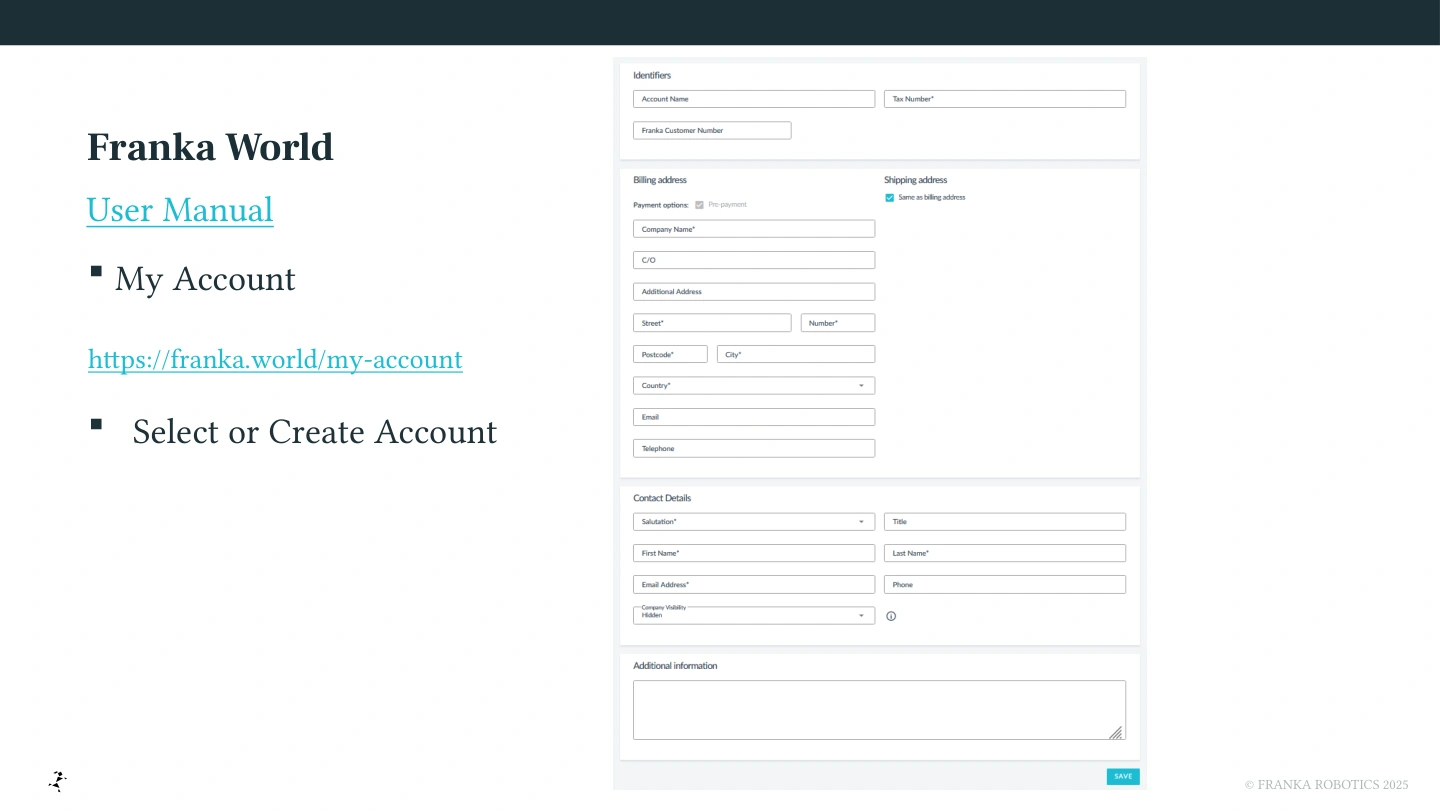 Franka World
User Manual
▪ My Account
https://franka.world/my-account
▪ Select or Create Account
Identifiers
Account Name
Tax Number*
Franka Customer Number
Billing address
Shipping address
Payment options: Pre-payment
Same as billing address
Company Name*
C/O
Additional Address
Street*
Number*
Postcode*
City*
Country*
Email
Telephone
Contact Details
Salutation*
Title
First Name*
Last Name*
Email Address*
Phone
Company Visibility
Hidden
Additional information
SAVE
© FRANKA ROBOTICS 2025